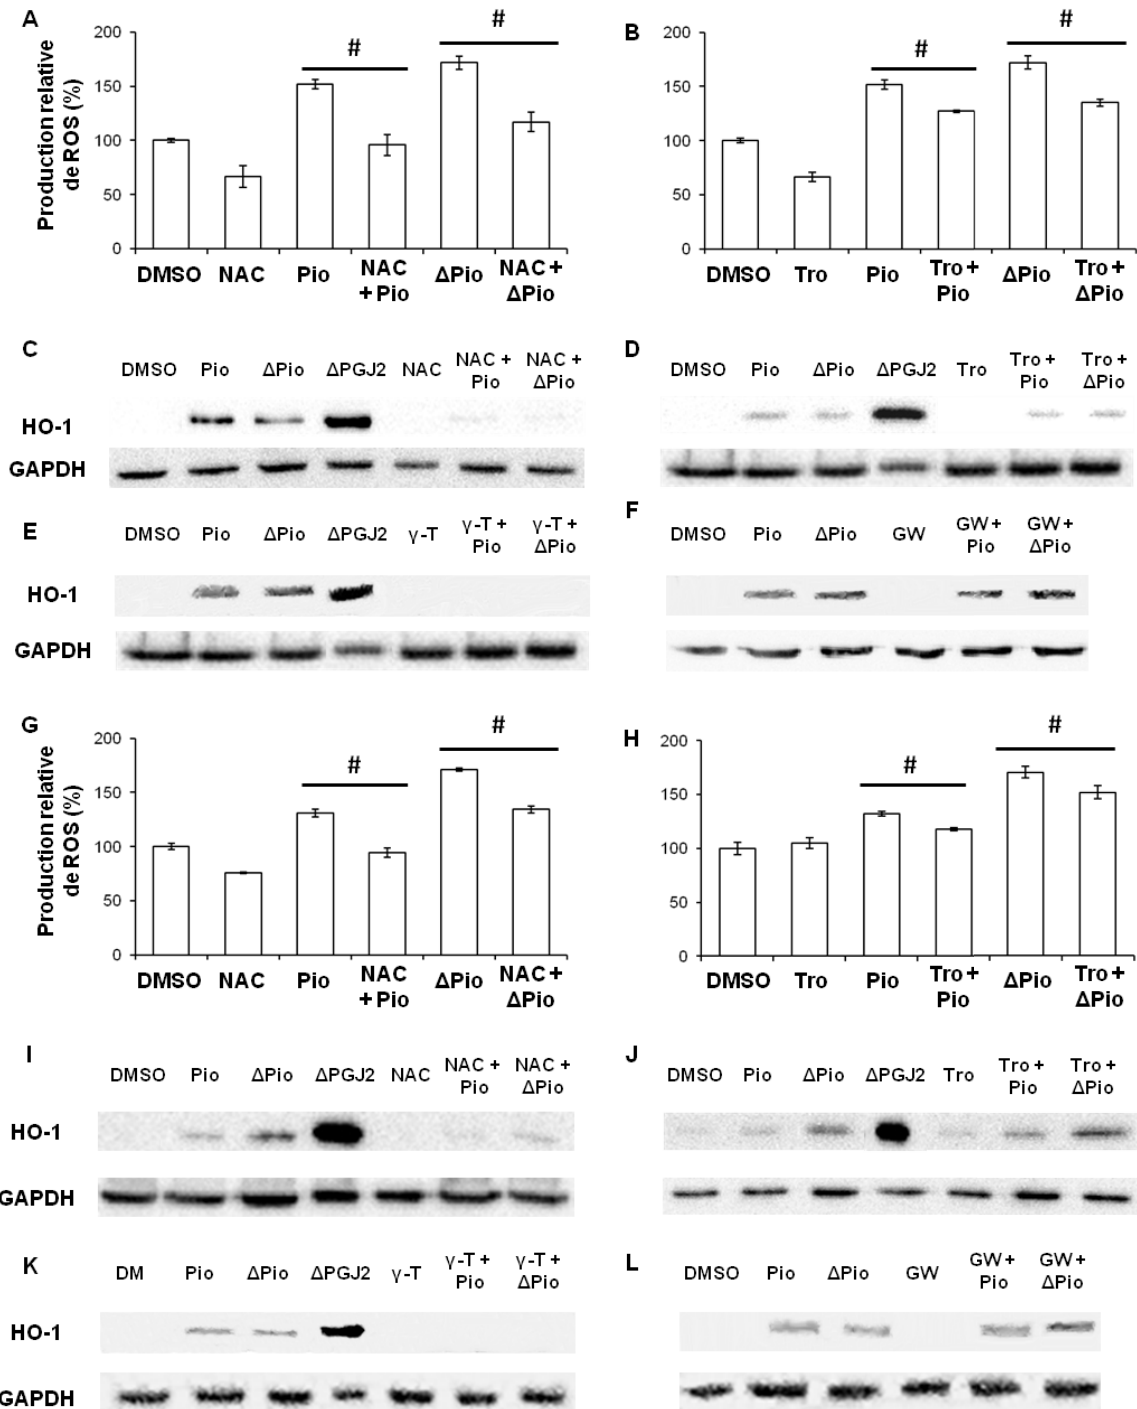 A
200
150
100
50
0
Production relative
de ROS (%)
#
#
DMSO NAC Pio NAC + Pio ΔPio NAC + ΔPio
B
200
150
100
50
0
#
#
DMSO Tro Pio Tro + Pio ΔPio Tro + ΔPio
C
DMSO Pio ΔPio ΔPGJ2 NAC NAC + Pio NAC + ΔPio
HO-1
GAPDH
D
DMSO Pio ΔPio ΔPGJ2 Tro Tro + Pio Tro + ΔPio
E
DMSO Pio ΔPio ΔPGJ2 γ-T γ-T + Pio γ-T + ΔPio
HO-1
GAPDH
F
DMSO Pio ΔPio GW GW + Pio GW + ΔPio
G
200
150
100
50
0
Production relative
de ROS (%)
#
#
DMSO NAC Pio NAC + Pio ΔPio NAC + ΔPio
H
200
150
100
50
0
#
#
DMSO Tro Pio Tro + Pio ΔPio Tro + ΔPio
I
DMSO Pio ΔPio ΔPGJ2 NAC NAC + Pio NAC + ΔPio
HO-1
GAPDH
J
DMSO Pio ΔPio ΔPGJ2 Tro Tro + Pio Tro + ΔPio
K
DM Pio ΔPio ΔPGJ2 γ-T γ-T + Pio γ-T + ΔPio
HO-1
GAPDH
L
DMSO Pio ΔPio GW GW + Pio GW + ΔPio